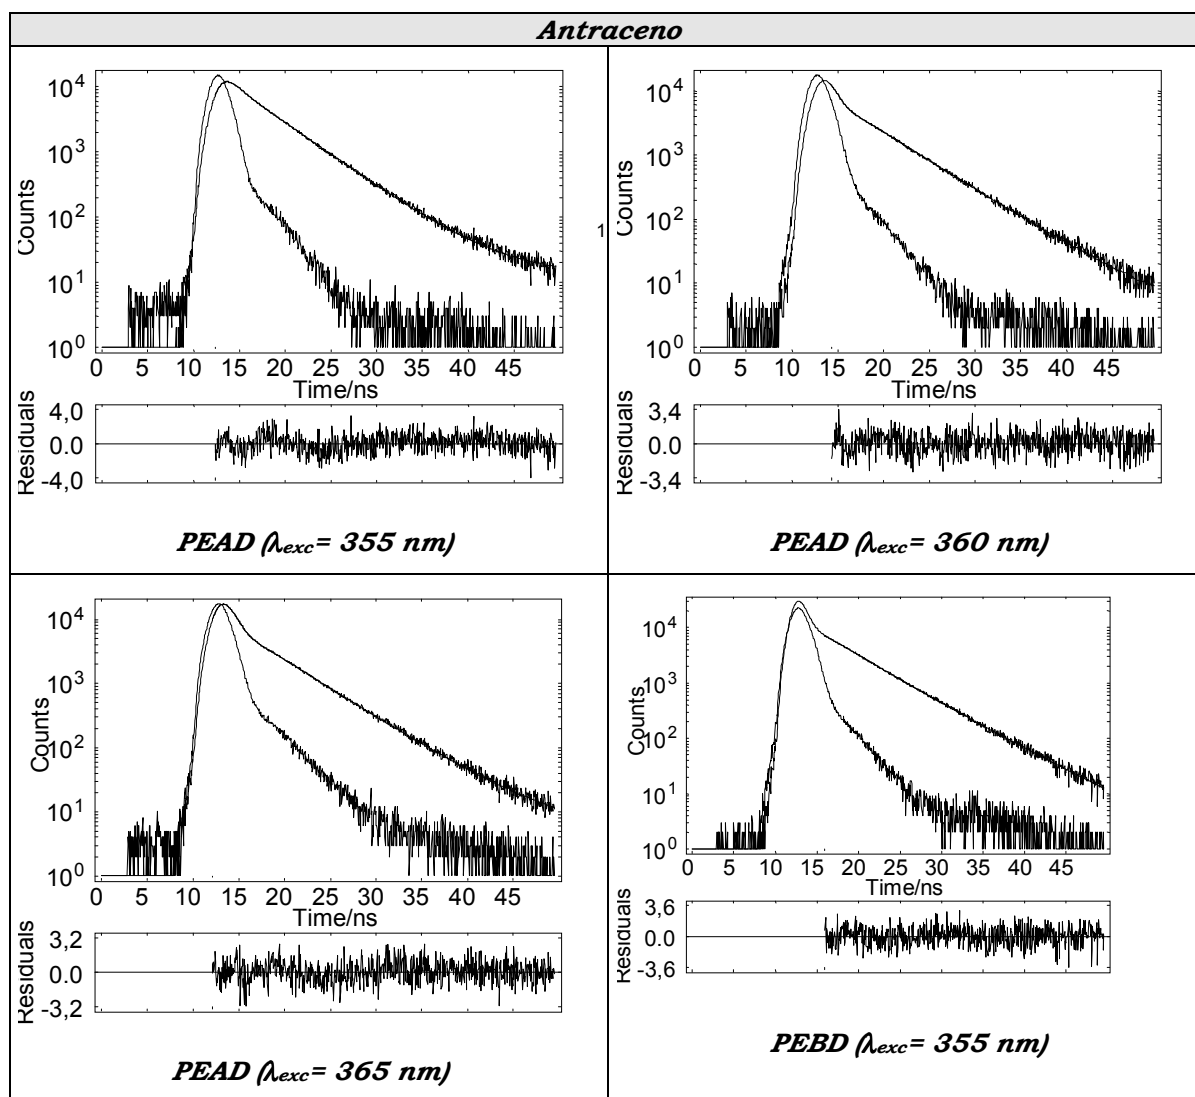 Antraceno
10^4
10^3
10^2
10^1
10^0
Counts
0 5 10 15 20 25 30 35 40 45
Time/ns
4,0
0.0
-4,0
Residuals
PEAD (λexc= 355 nm)
1
10^4
10^3
10^2
10^1
10^0
Counts
0 5 10 15 20 25 30 35 40 45
Time/ns
3,4
0.0
-3,4
Residuals
PEAD (λexc= 360 nm)
10^4
10^3
10^2
10^1
10^0
Counts
0 5 10 15 20 25 30 35 40 45
Time/ns
3,2
0.0
-3,2
Residuals
PEAD (λexc= 365 nm)
10^4
10^3
10^2
10^1
10^0
Counts
0 5 10 15 20 25 30 35 40 45
Time/ns
3,6
0.0
-3,6
Residuals
PEBD (λexc= 355 nm)